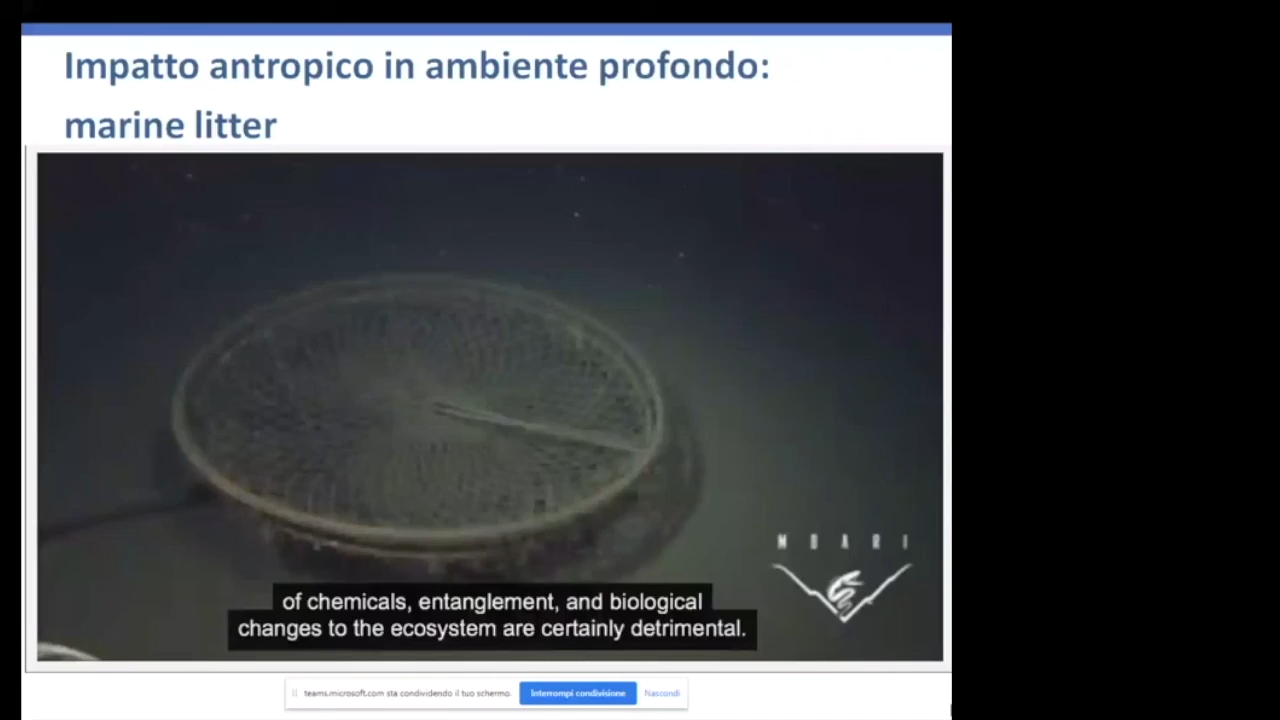 Impatto antropico in ambiente profondo:
marine litter
M B A R I
of chemicals, entanglement, and biological
changes to the ecosystem are certainly detrimental.
teams.microsoft.com sta condividendo il tuo schermo.
Interrompi condivisione
Nascondi